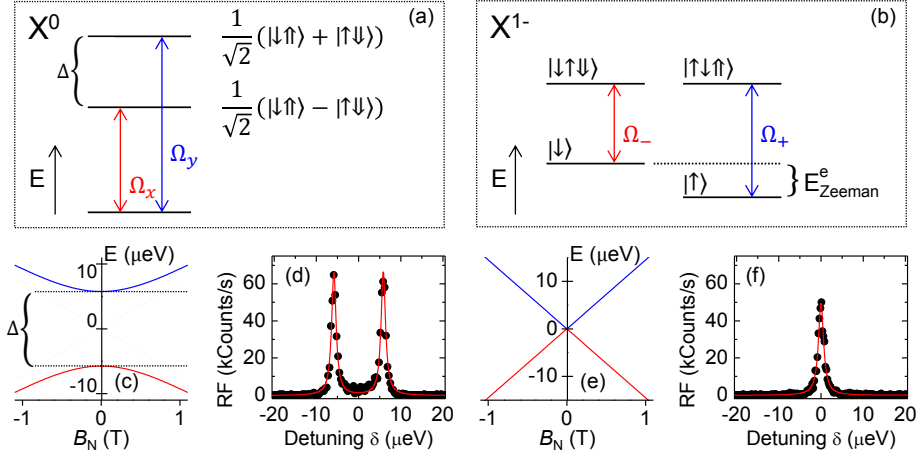 X⁰
(a)
Δ
1/√2 (|↓⇑⟩ + |↑⇓⟩)
1/√2 (|↓⇑⟩ − |↑⇓⟩)
E
Ωx
Ωy
X¹⁻
(b)
|↓↑⇓⟩
|↑↓⇑⟩
Ω₋
Ω₊
|↓⟩
|↑⟩
E
E^e_Zeeman
E (μeV)
10
0
-10
Δ
(c)
-1 0 1
B_N (T)
(d)
RF (kCounts/s)
60
40
20
0
-20 -10 0 10 20
Detuning δ (μeV)
E (μeV)
10
0
-10
(e)
-1 0 1
B_N (T)
(f)
RF (kCounts/s)
60
40
20
0
-20 -10 0 10 20
Detuning δ (μeV)